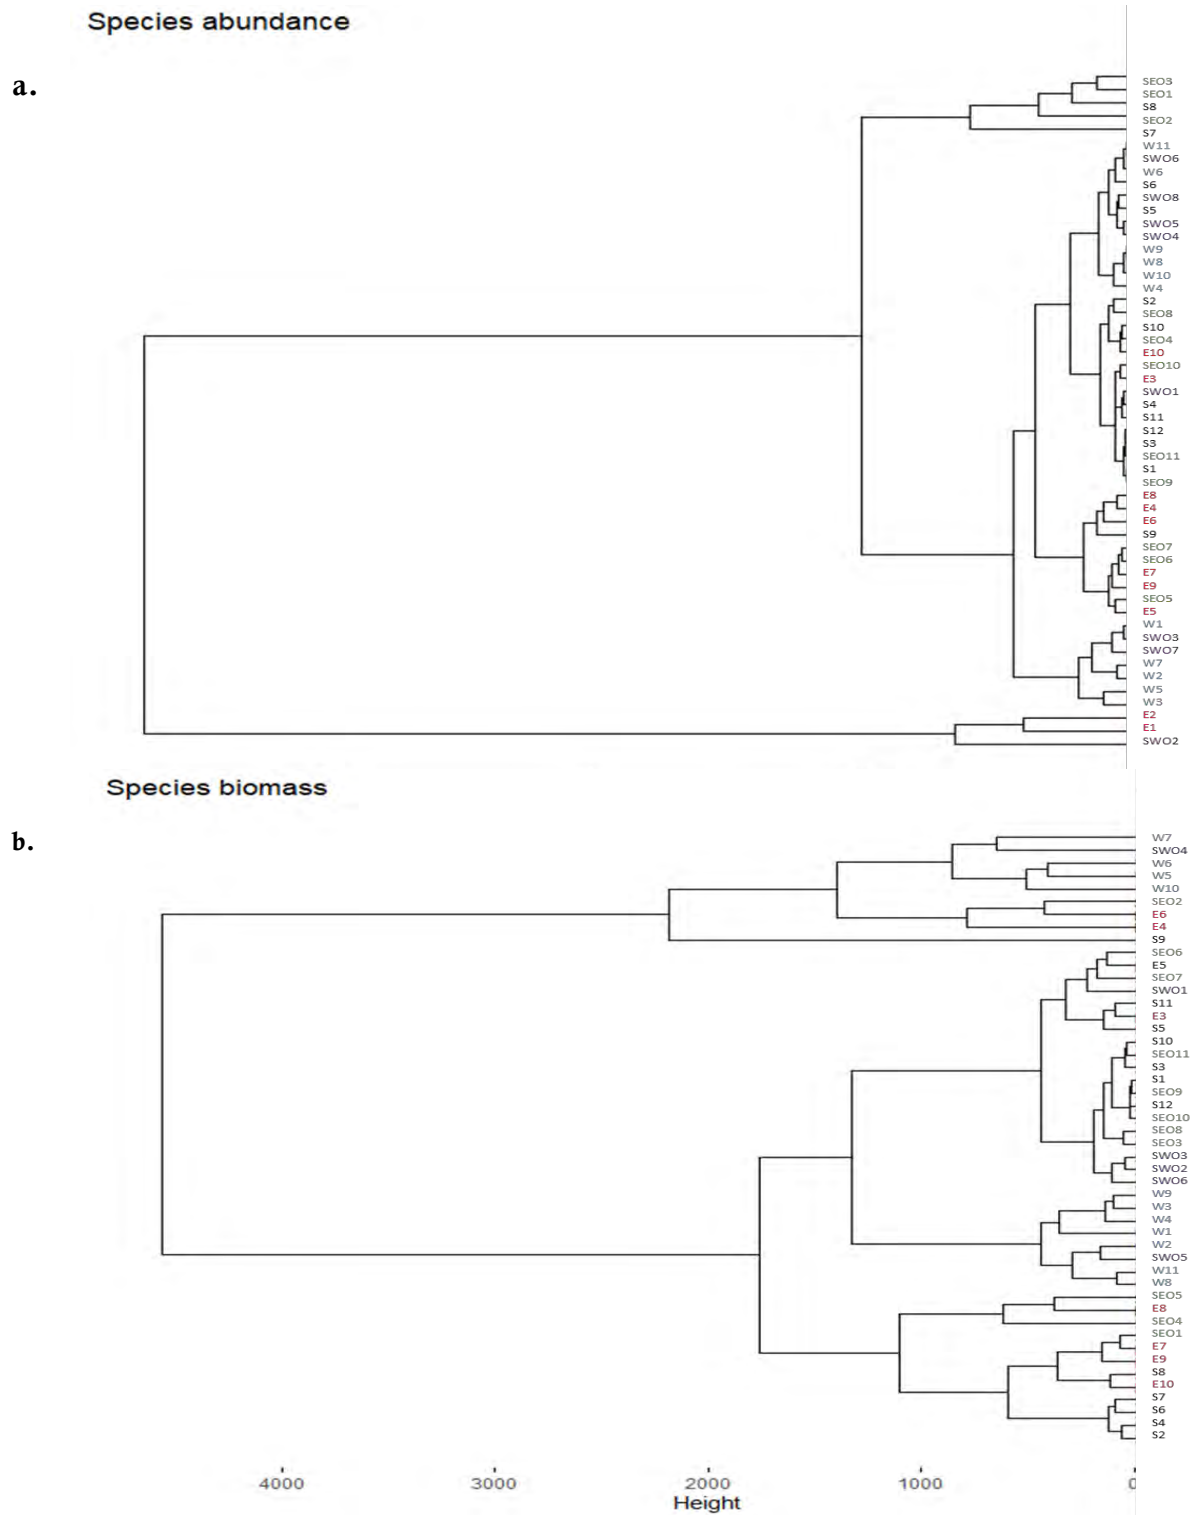 Species abundance
a.
SEO3
SEO1
S8
SEO2
S7
W11
SWO6
W6
S6
SWO8
S5
SWO5
SWO4
W9
W8
W10
W4
S2
SEO8
S10
SEO4
E10
SEO10
E3
SWO1
S4
S11
S12
S3
SEO11
S1
SEO9
E8
E4
E6
S9
SEO7
SEO6
E7
E9
SEO5
E5
W1
SWO3
SWO7
W7
W2
W5
W3
E2
E1
SWO2
Species biomass
b.
W7
SWO4
W6
W5
W10
SEO2
E6
E4
S9
SEO6
E5
SEO7
SWO1
S11
E3
S5
S10
SEO11
S3
S1
SEO9
S12
SEO10
SEO8
SEO3
SWO3
SWO2
SWO6
W9
W3
W4
W1
W2
SWO5
W11
W8
SEO5
E8
SEO4
SEO1
E7
E9
S8
E10
S7
S6
S4
S2
4000 3000 2000 1000 0
Height